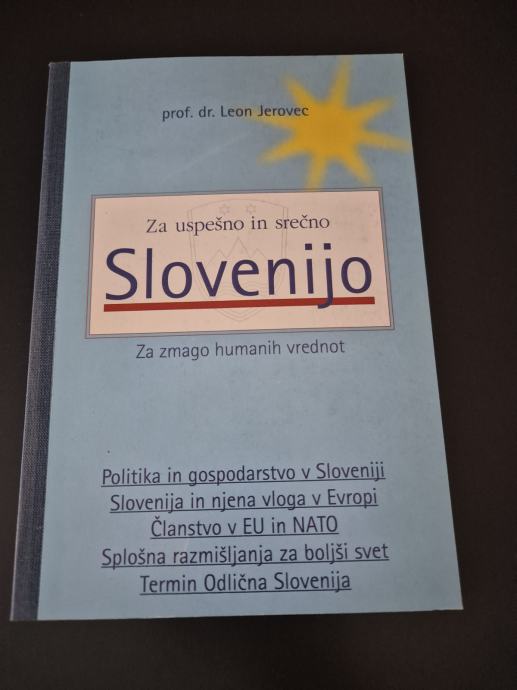 prof. dr. Leon Jerovec
Za uspešno in srečno
Slovenijo
Za zmago humanih vrednot
Politika in gospodarstvo v Sloveniji
Slovenija in njena vloga v Evropi
Članstvo v EU in NATO
Splošna razmišljanja za boljši svet
Termin Odlična Slovenija